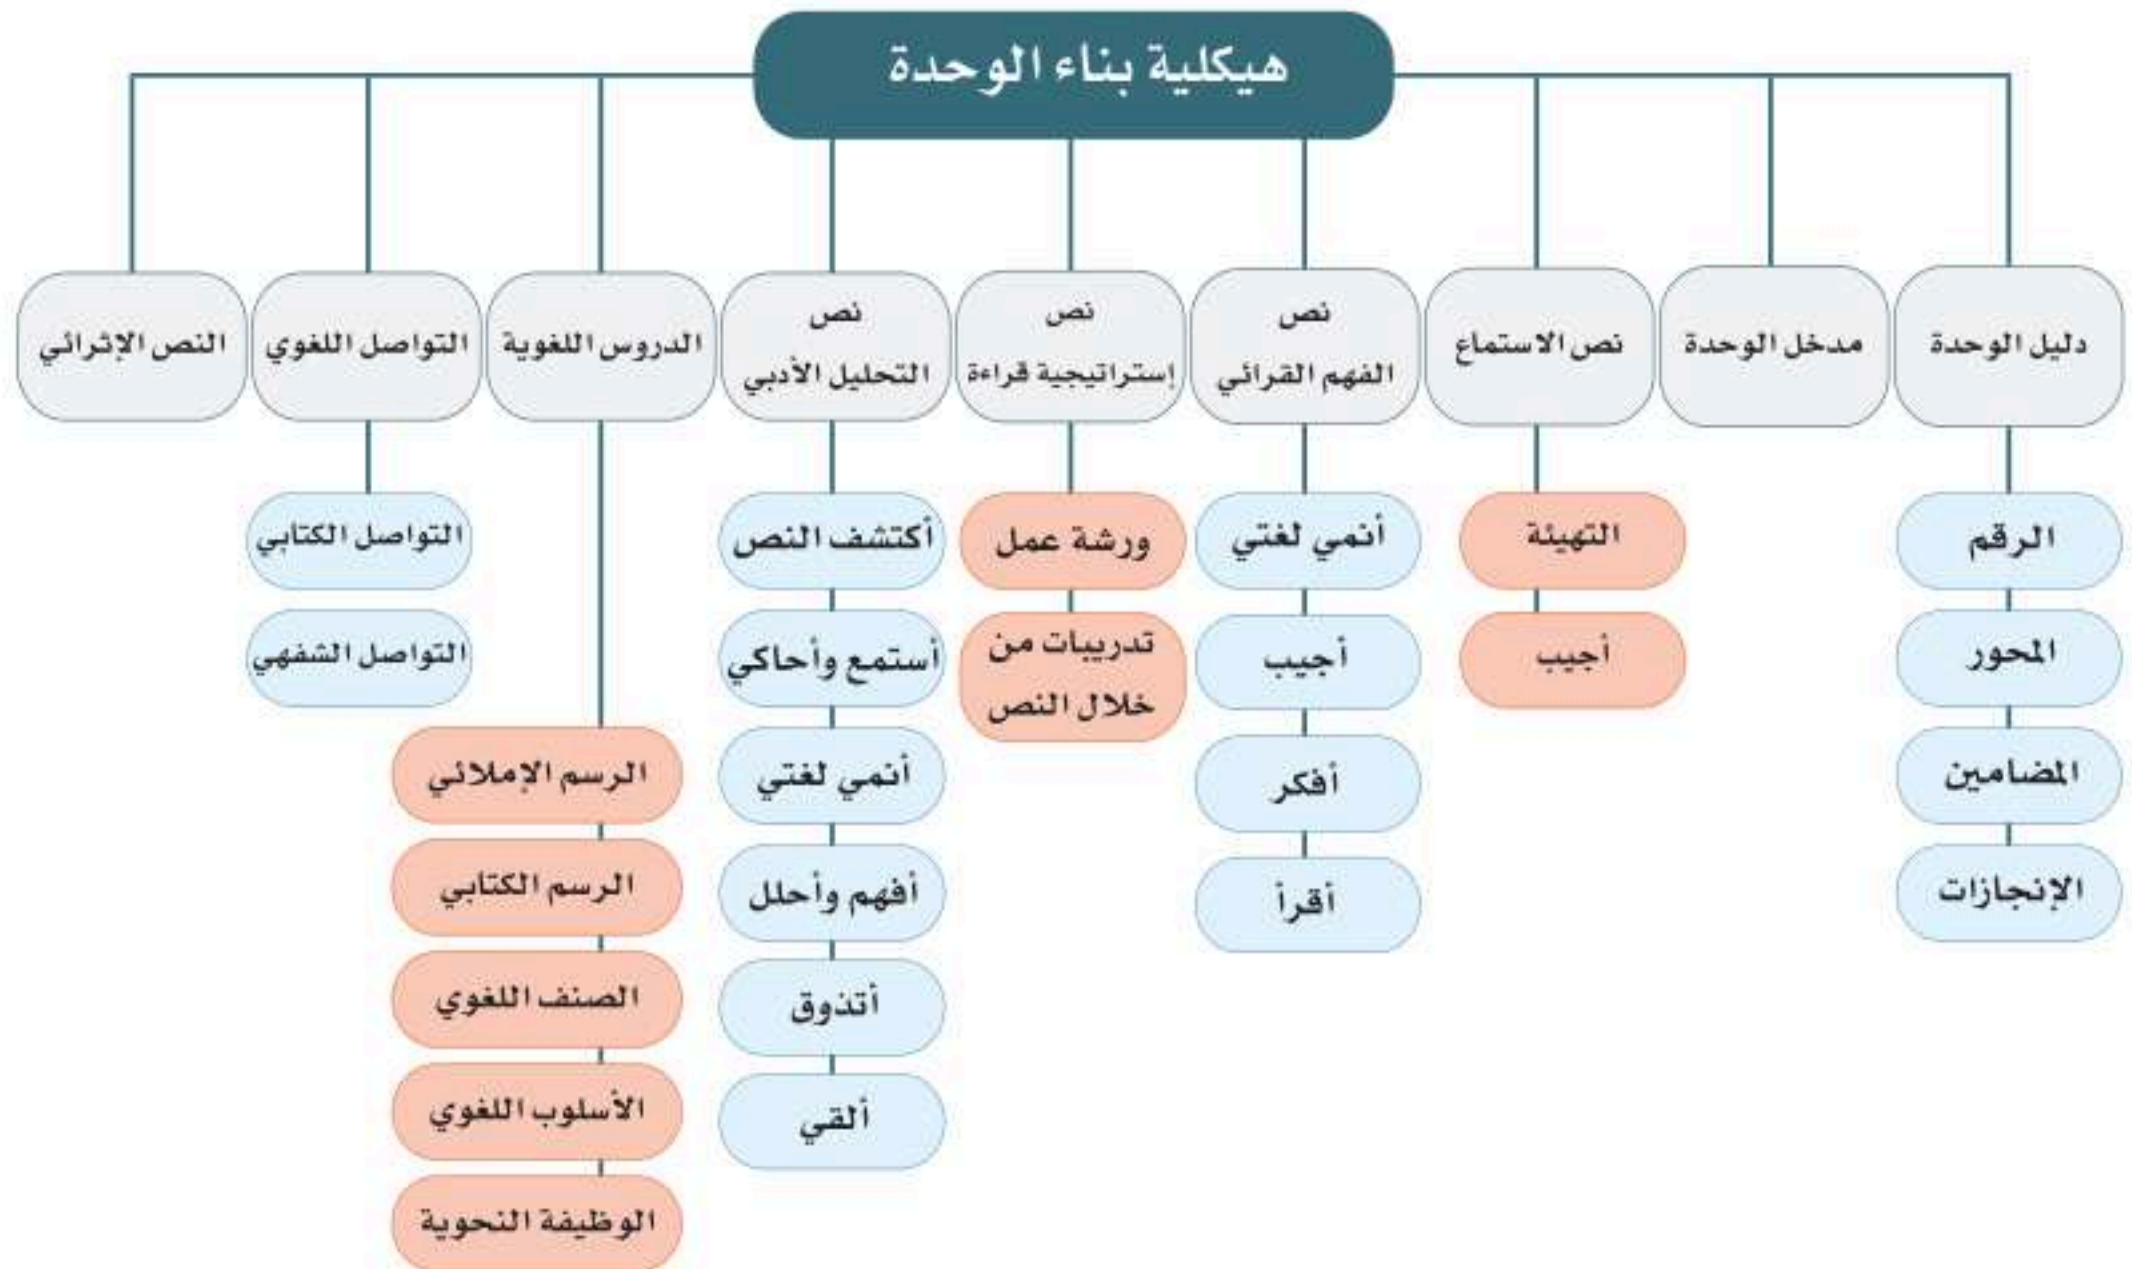 هيكلية بناء الوحدة
دليل الوحدة
مدخل الوحدة
نص الاستماع
نص
الفهم القرائي
نص
إستراتيجية قراءة
نص
التحليل الأدبي
الدروس اللغوية
التواصل اللغوي
النص الإثرائي
الرقم
المحور
المضامين
الإنجازات
التهيئة
أجيب
أنمي لغتي
أجيب
أفكر
أقرأ
ورشة عمل
تدريبات من
خلال النص
أكتشف النص
أستمع وأحاكي
أنمي لغتي
أفهم وأحلل
أتذوق
ألقي
الرسم الإملائي
الرسم الكتابي
الصنف اللغوي
الأسلوب اللغوي
الوظيفة النحوية
التواصل الكتابي
التواصل الشفهي